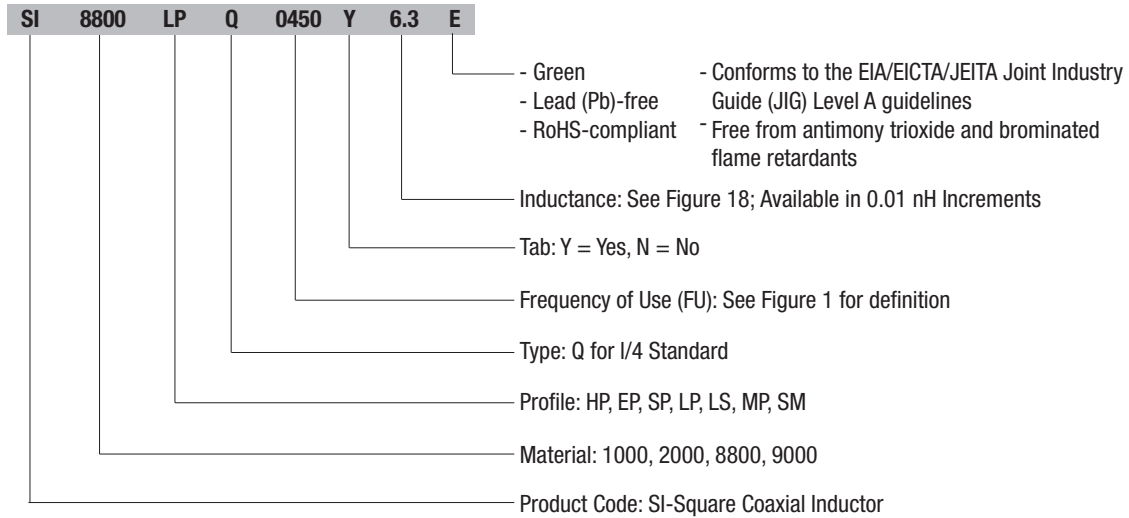 SI 8800 LP Q 0450 Y 6.3 E
- Green
- Lead (Pb)-free
- RoHS-compliant
- Conforms to the EIA/EICTA/JEITA Joint Industry
Guide (JIG) Level A guidelines
- Free from antimony trioxide and brominated
flame retardants
Inductance: See Figure 18; Available in 0.01 nH Increments
Tab: Y = Yes, N = No
Frequency of Use (FU): See Figure 1 for definition
Type: Q for l/4 Standard
Profile: HP, EP, SP, LP, LS, MP, SM
Material: 1000, 2000, 8800, 9000
Product Code: SI-Square Coaxial Inductor